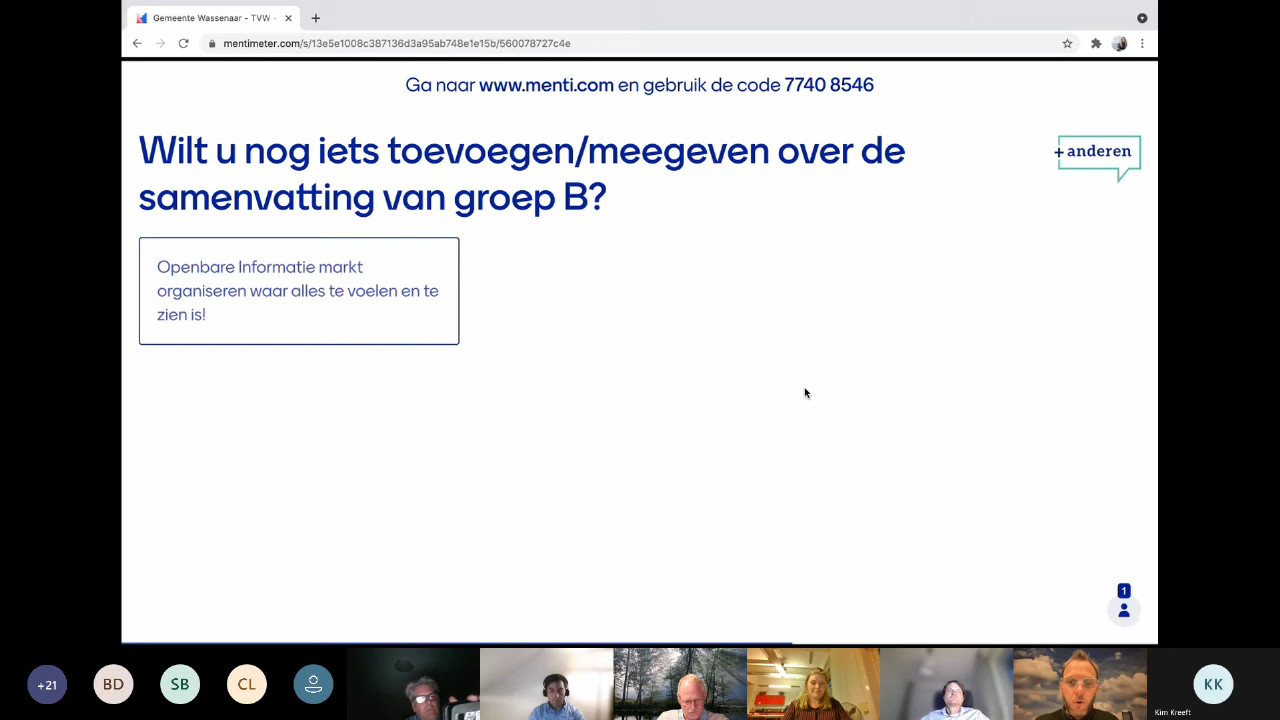 Gemeente Wassenaar - TVW -
mentimeter.com/s/13e5e1008c387136d3a95ab748e1e15b/560078727c4e
Ga naar www.menti.com en gebruik de code 7740 8546
Wilt u nog iets toevoegen/meegeven over de
samenvatting van groep B?
+anderen
Openbare Informatie markt
organiseren waar alles te voelen en te
zien is!
1
+21
BD
SB
CL
KK
Kim Kreeft